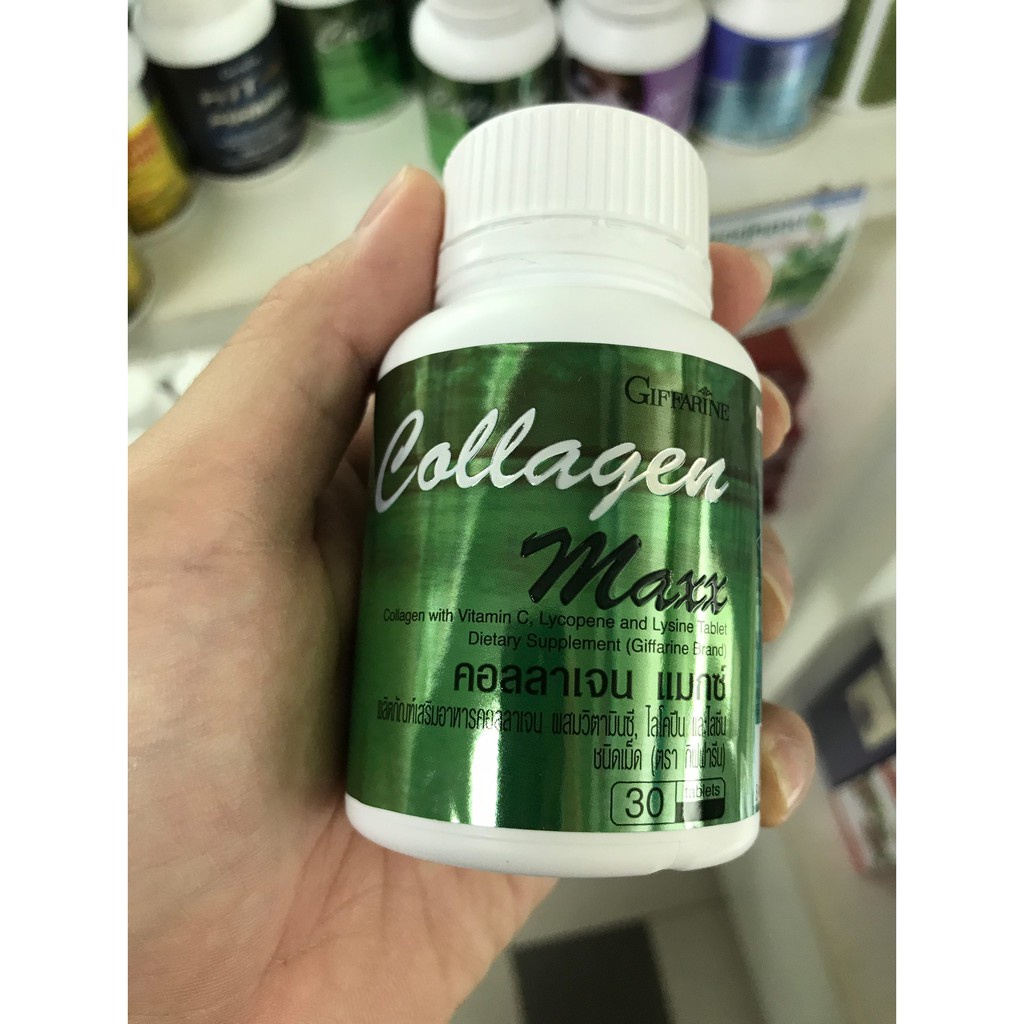 GIFFARINE
Collagen
Maxx
Collagen with Vitamin C, Lycopene and Lysine Tablet
Dietary Supplement (Giffarine Brand)
คอลลาเจน แมกซ์
ผลิตภัณฑ์เสริมอาหารคอลลาเจน ผสมวิตามินซี, ไลโคปีน และไลซีน
ชนิดเม็ด (ตรา กิฟฟารีน)
30 tablets